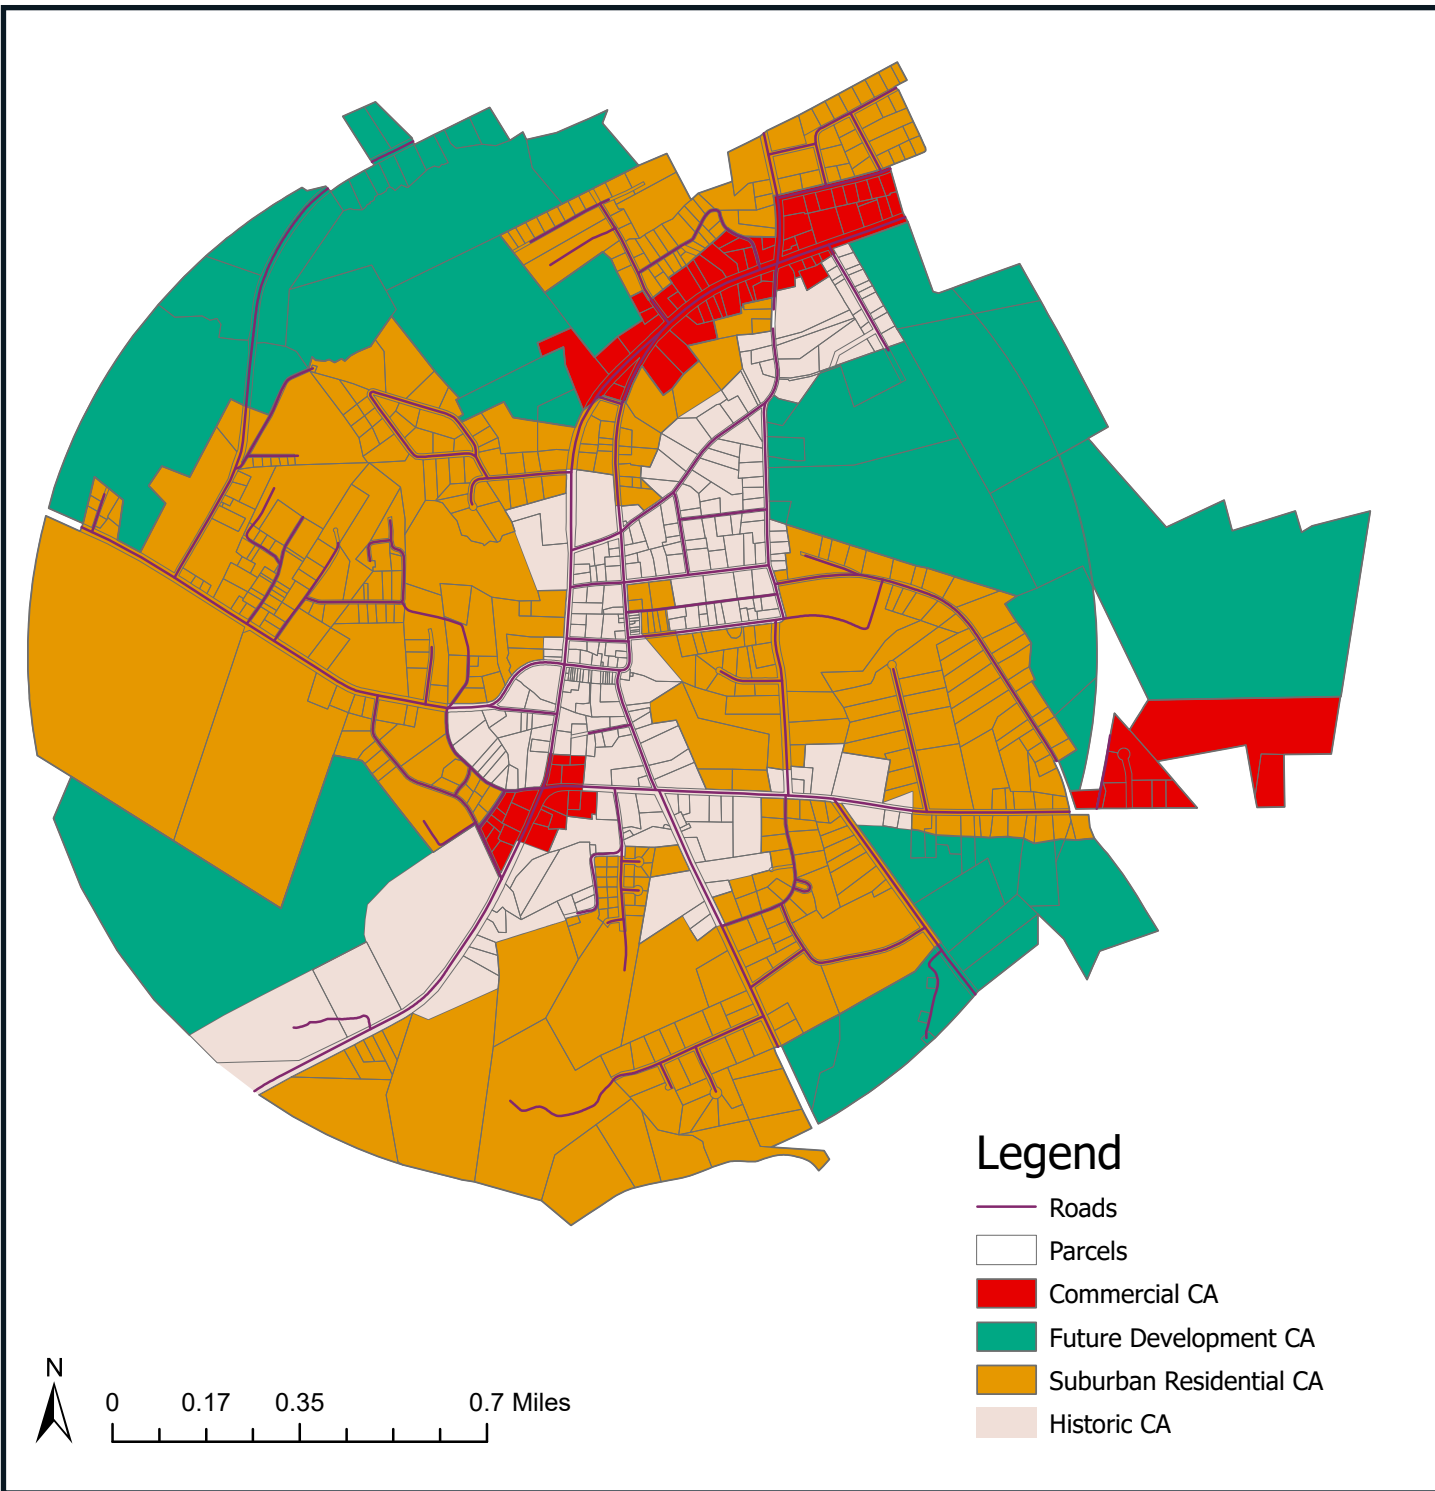 Legend
Roads
Parcels
Commercial CA
Future Development CA
Suburban Residential CA
Historic CA
N
0 0.17 0.35 0.7 Miles